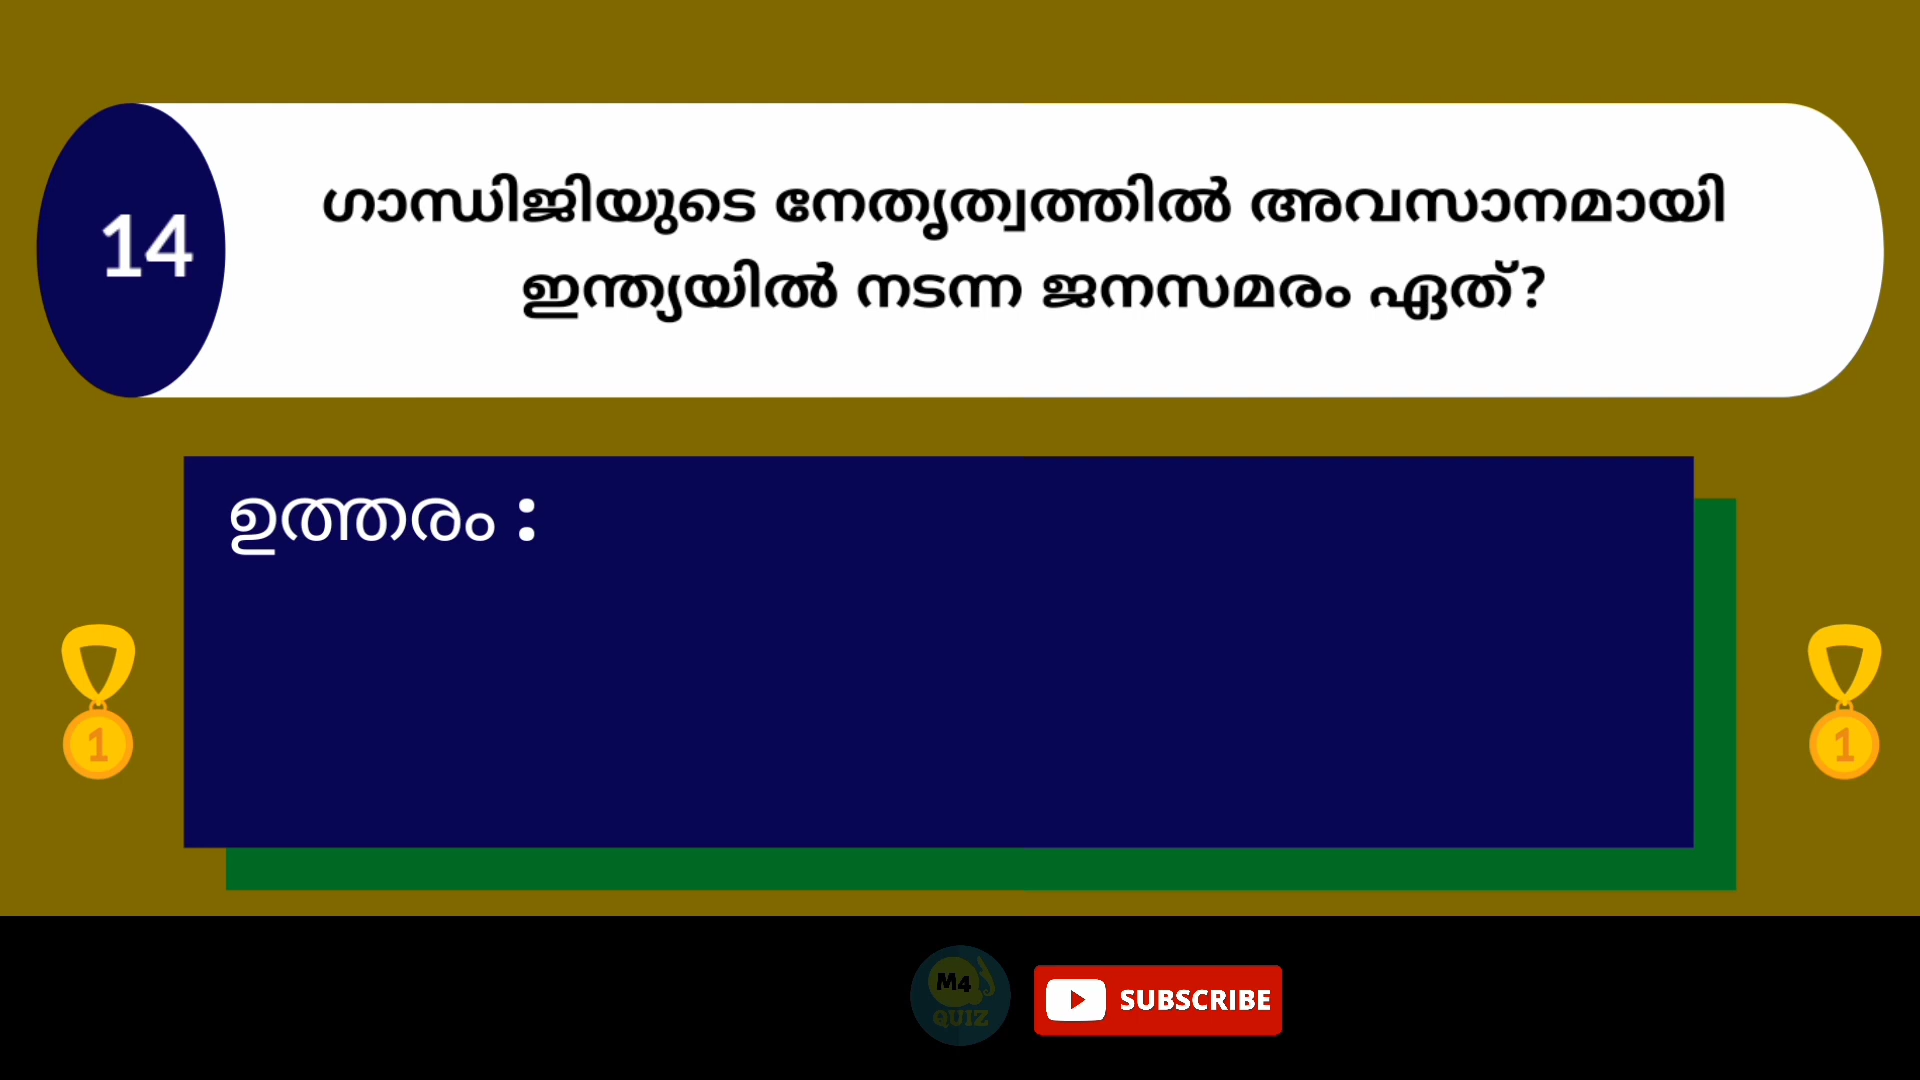 14
ഗാന്ധിജിയുടെ നേതൃത്വത്തിൽ അവസാനമായി
ഇന്ത്യയിൽ നടന്ന ജനസമരം ഏത്?
ഉത്തരം :
1
1
M4
QUIZ
SUBSCRIBE